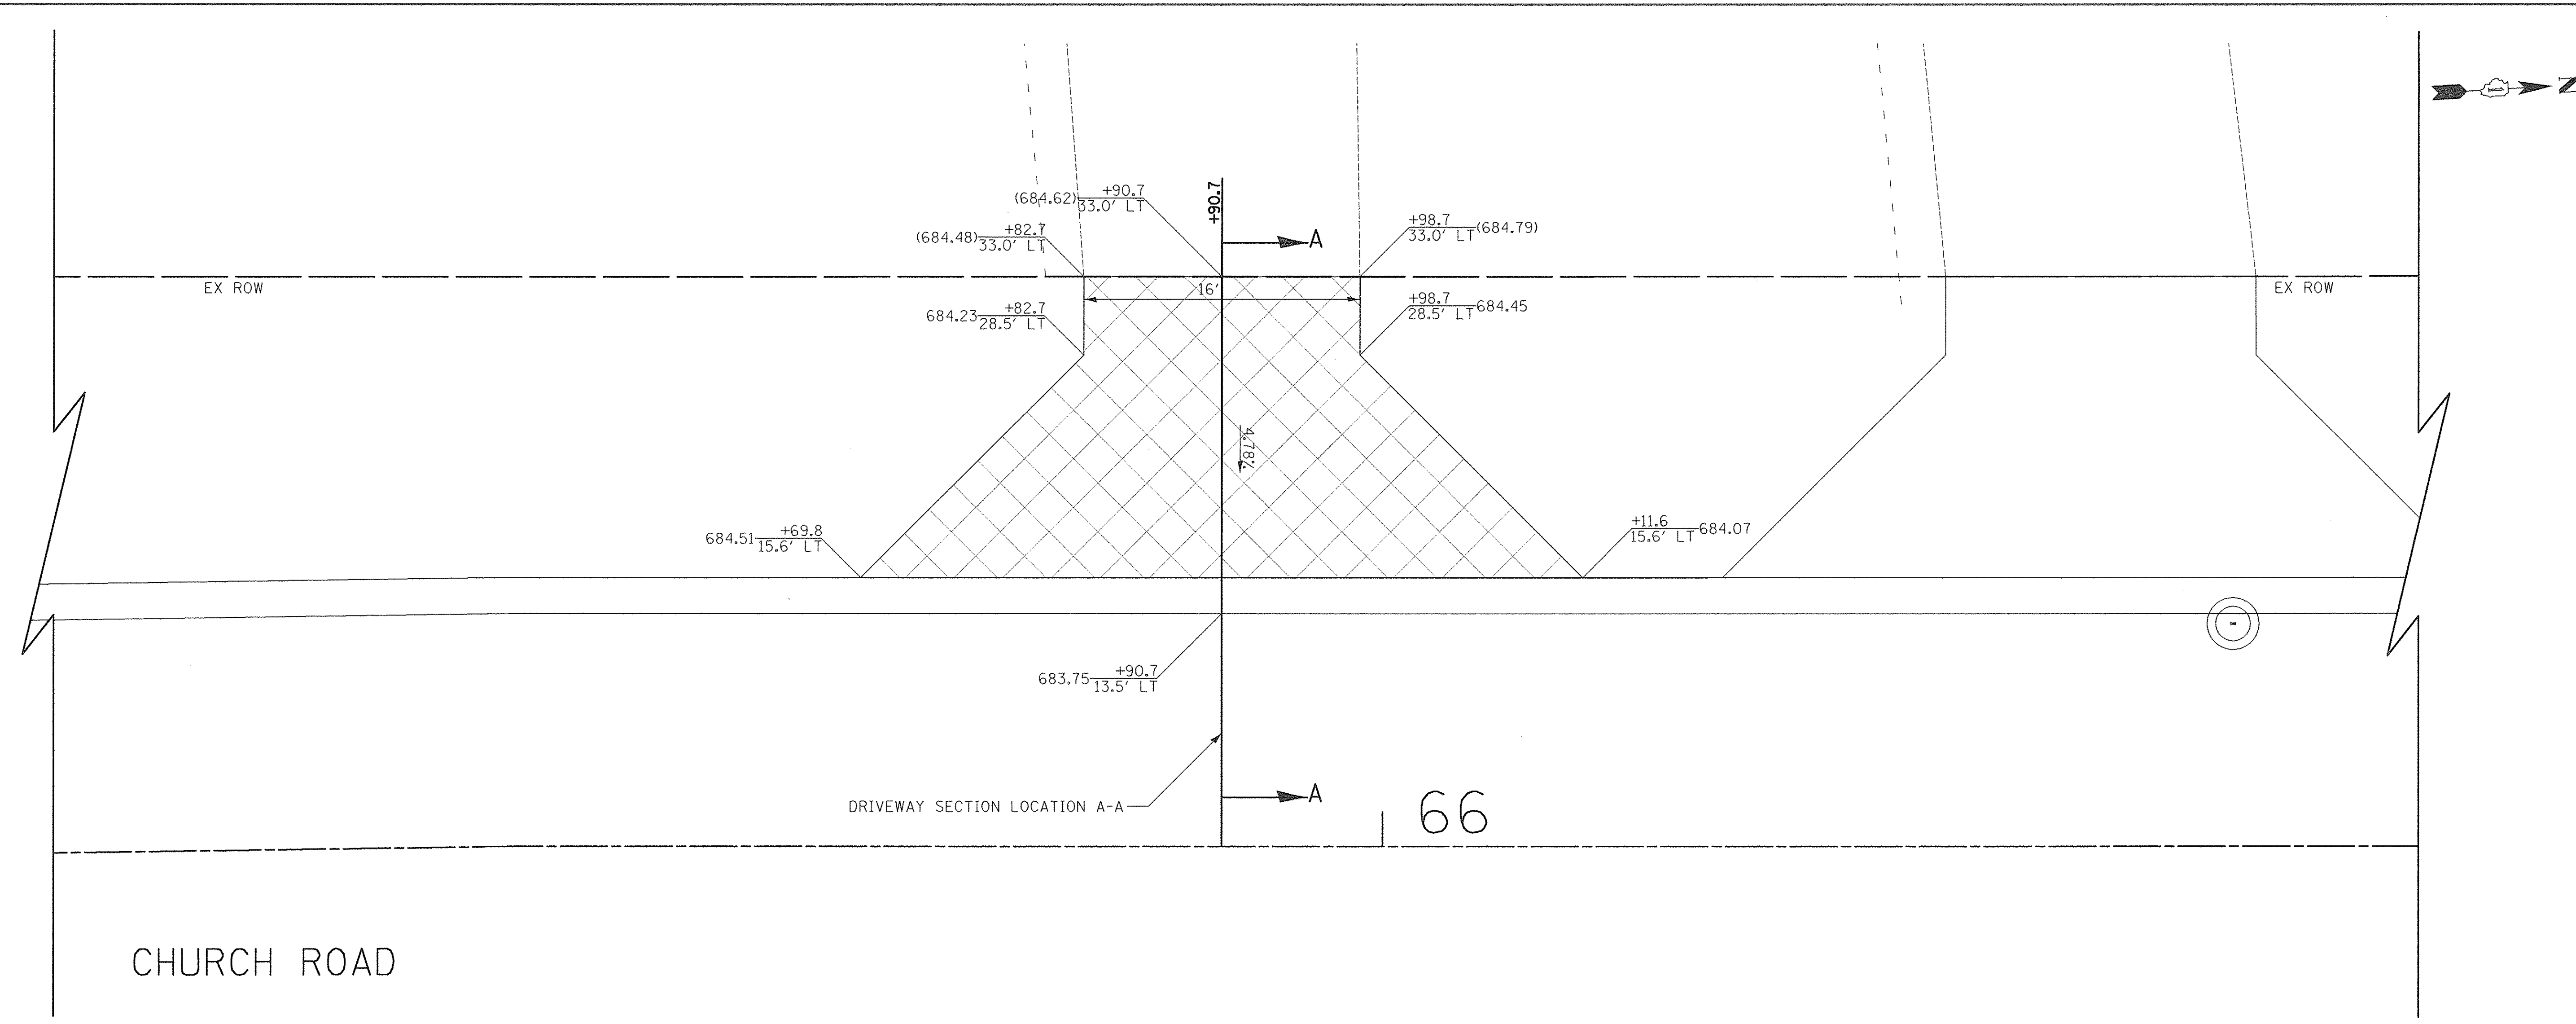 N
+90.7
(684.62) +90.7
33.0' LT
(684.48) +82.7
33.0' LT
+98.7
33.0' LT (684.79)
A
EX ROW
EX ROW
16'
684.23 +82.7
28.5' LT
+98.7
28.5' LT 684.45
4.78%
684.51 +69.8
15.6' LT
+11.6
15.6' LT 684.07
683.75 +90.7
13.5' LT
DRIVEWAY SECTION LOCATION A-A
A
66
CHURCH ROAD